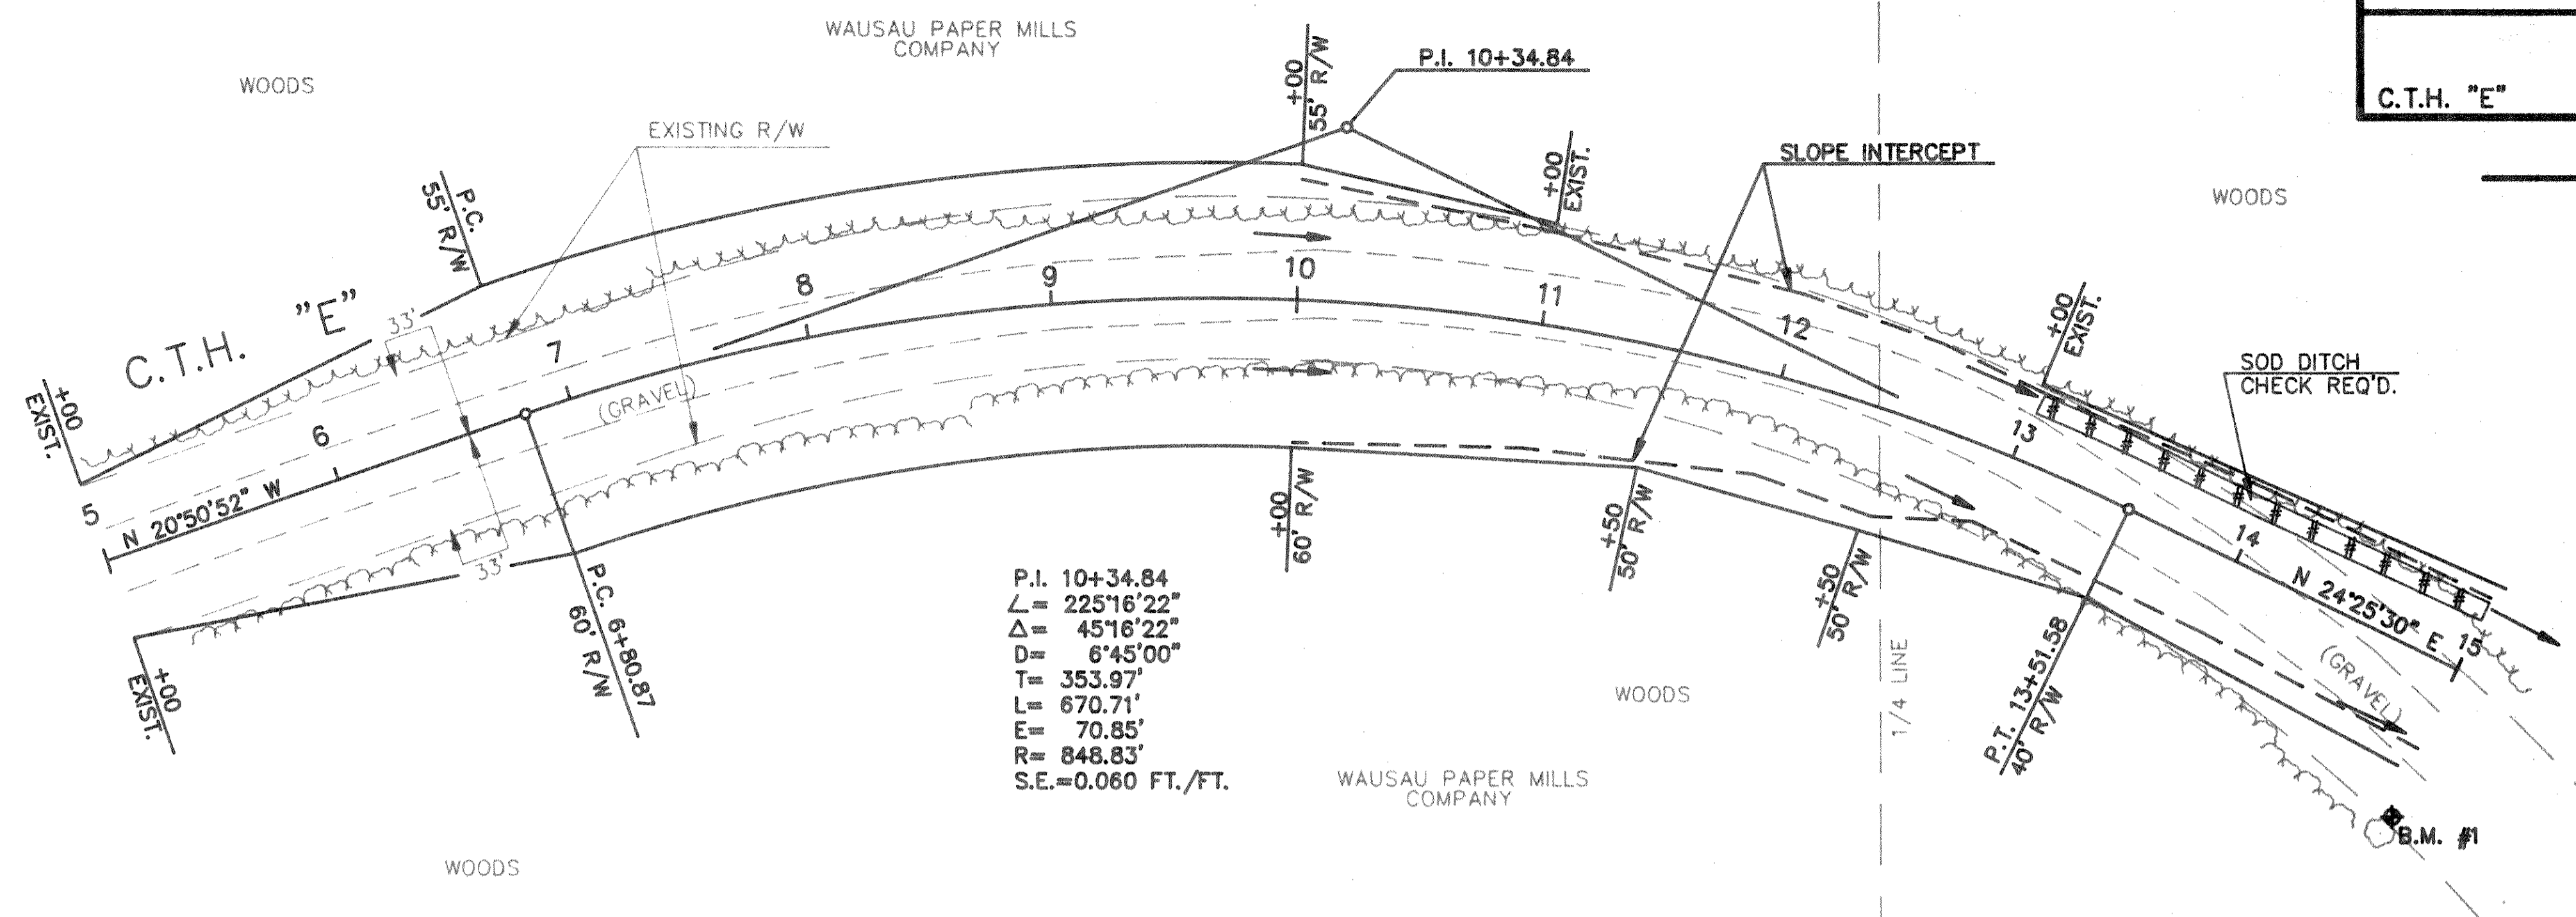 WAUSAU PAPER MILLS
COMPANY
WOODS
EXISTING R/W
+00
55' R/W
P.I. 10+34.84
C.T.H. "E"
P.C.
55' R/W
+00
EXIST.
SLOPE INTERCEPT
WOODS
C.T.H. "E"
33'
+00
EXIST.
5
6
7
8
9
10
11
12
13
14
15
N 20°50'52" W
(GRAVEL)
+00
EXIST.
SOD DITCH
CHECK REQ'D.
33'
+00
EXIST.
P.C. 6+80.87
60' R/W
+00
60' R/W
+50
50' R/W
+50
50' R/W
P.T. 13+51.58
40' R/W
N 24°25'30" E
(GRAVEL)
P.I. 10+34.84
∠= 225°16'22"
Δ= 45°16'22"
D= 6°45'00"
T= 353.97'
L= 670.71'
E= 70.85'
R= 848.83'
S.E.=0.060 FT./FT.
WOODS
1/4 LINE
WAUSAU PAPER MILLS
COMPANY
B.M. #1
WOODS